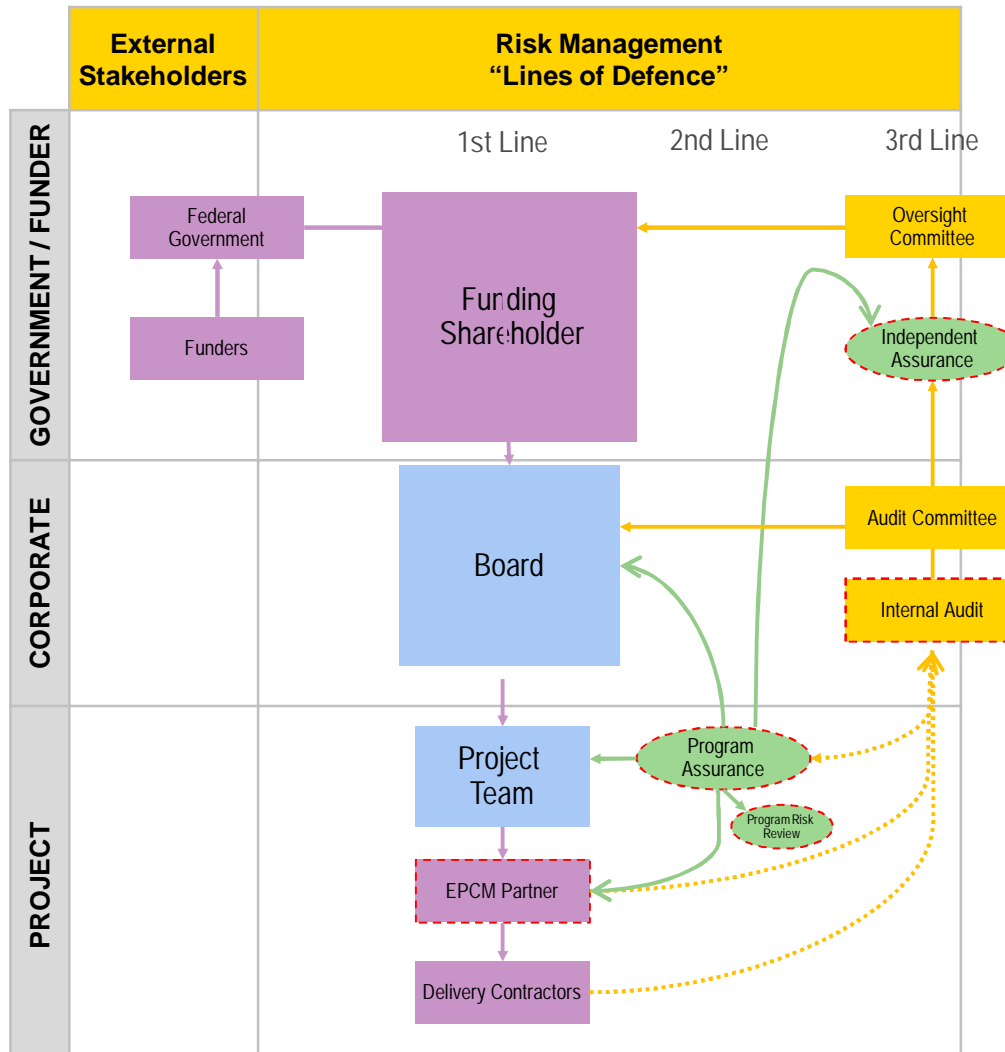 External
Stakeholders
Risk Management
“Lines of Defence”
GOVERNMENT / FUNDER
1st Line
2nd Line
3rd Line
Federal
Government
Oversight
Committee
Funding
Shareholder
Funders
Independent
Assurance
CORPORATE
Audit Committee
Board
Internal Audit
PROJECT
Project
Team
Program
Assurance
Program Risk
Review
EPCM Partner
Delivery Contractors